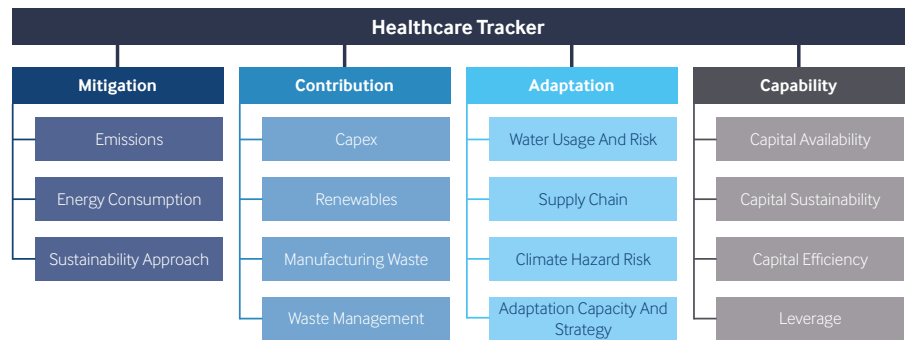 Healthcare Tracker
Mitigation
Emissions
Energy Consumption
Sustainability Approach
Contribution
Capex
Renewables
Manufacturing Waste
Waste Management
Adaptation
Water Usage And Risk
Supply Chain
Climate Hazard Risk
Adaptation Capacity And
Strategy
Capability
Capital Availability
Capital Sustainability
Capital Efficiency
Leverage